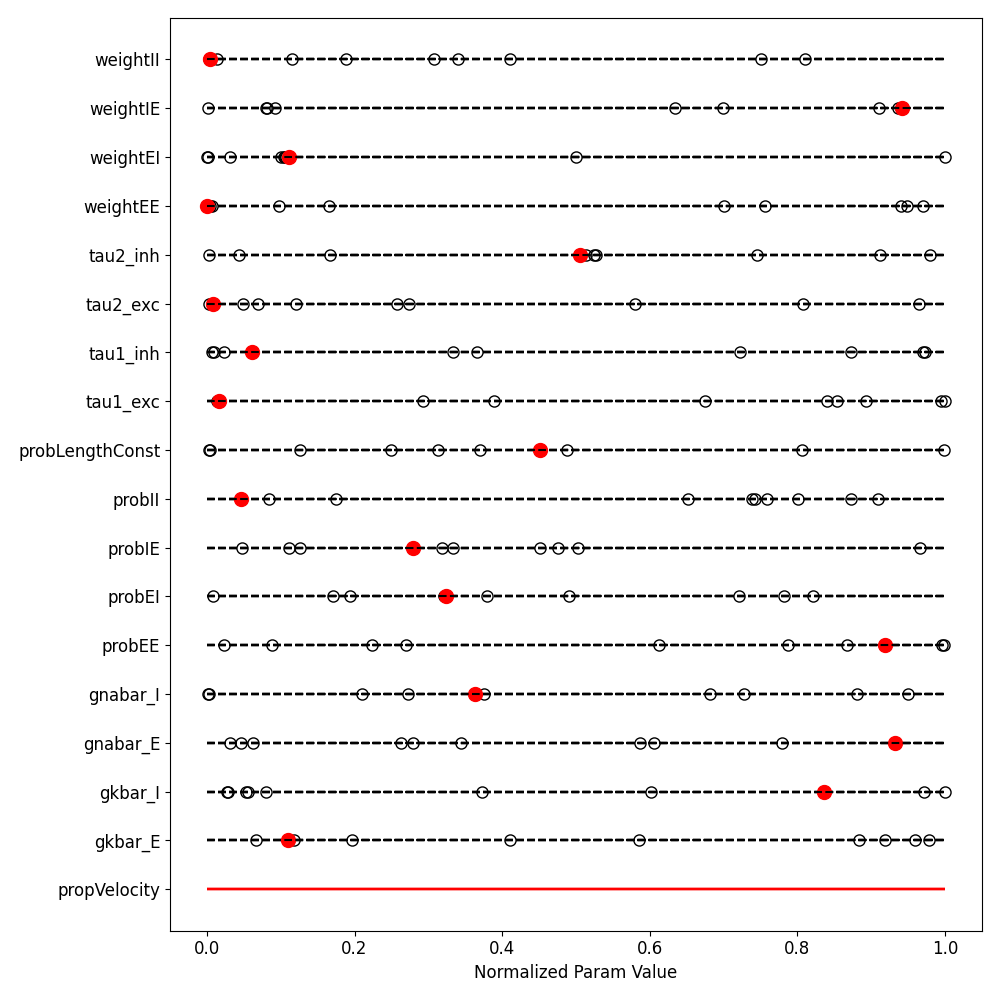 weightII
weightIE
weightEI
weightEE
tau2_inh
tau2_exc
tau1_inh
tau1_exc
probLengthConst
probII
probIE
probEI
probEE
gnabar_I
gnabar_E
gkbar_I
gkbar_E
propVelocity
0.0 0.2 0.4 0.6 0.8 1.0
Normalized Param Value